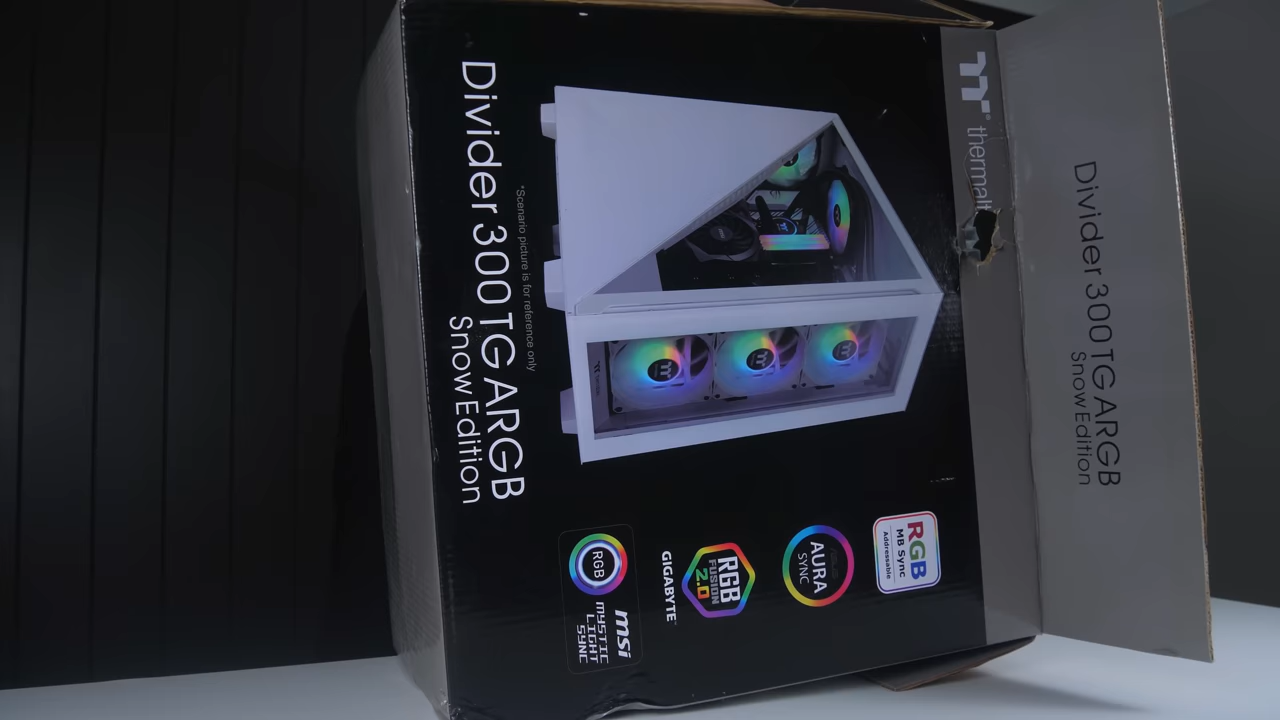 thermalt
Divider 300 TG ARGB
Snow Edition
*Scenario picture is for reference only
Divider 300 TG ARGB
Snow Edition
RGB
MB Sync
Addressable
AURA
SYNC
RGB
FUSION
2.0
GIGABYTE
RGB
msi
MYSTIC
LIGHT
SYNC